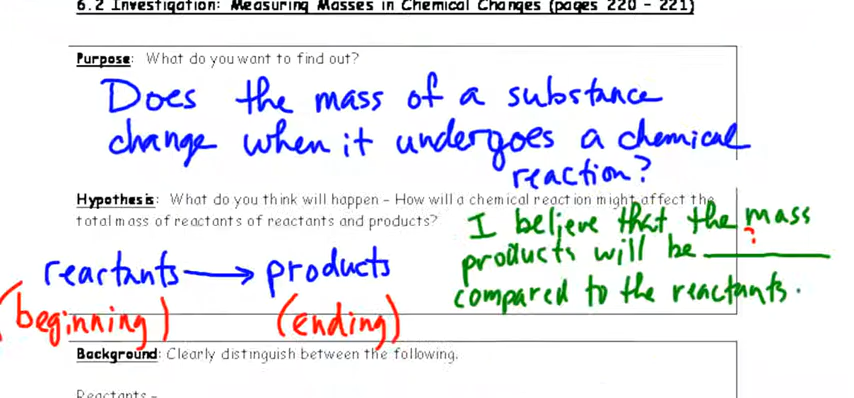 6.2 Investigation: Measuring Masses in Chemical Changes (pages 220 - 221)
Purpose: What do you want to find out?
Does the mass of a substance
change when it undergoes a chemical
reaction?
Hypothesis: What do you think will happen - How will a chemical reaction might affect the
total mass of reactants of reactants and products?
I believe that the mass
products will be ?
compared to the reactants.
reactants → products
(beginning) (ending)
Background: Clearly distinguish between the following.
Reactants -